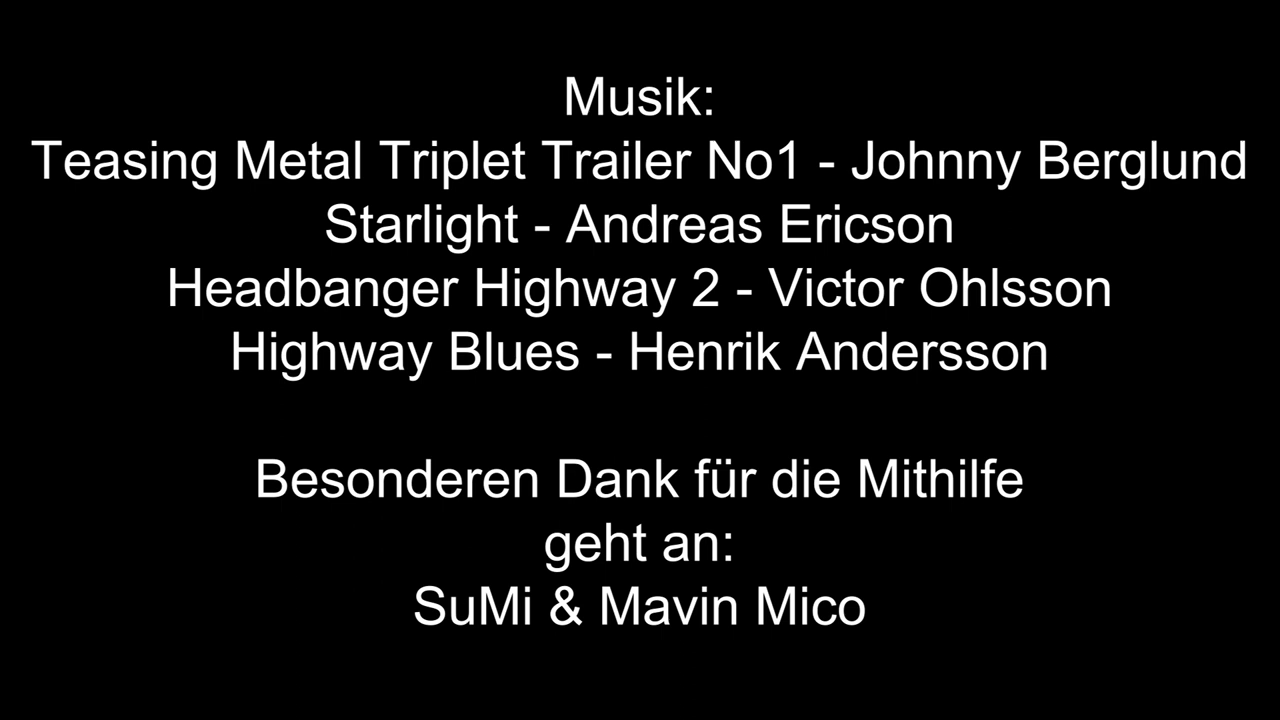 Musik:
Teasing Metal Triplet Trailer No1 - Johnny Berglund
Starlight - Andreas Ericson
Headbanger Highway 2 - Victor Ohlsson
Highway Blues - Henrik Andersson
Besonderen Dank für die Mithilfe
geht an:
SuMi & Mavin Mico